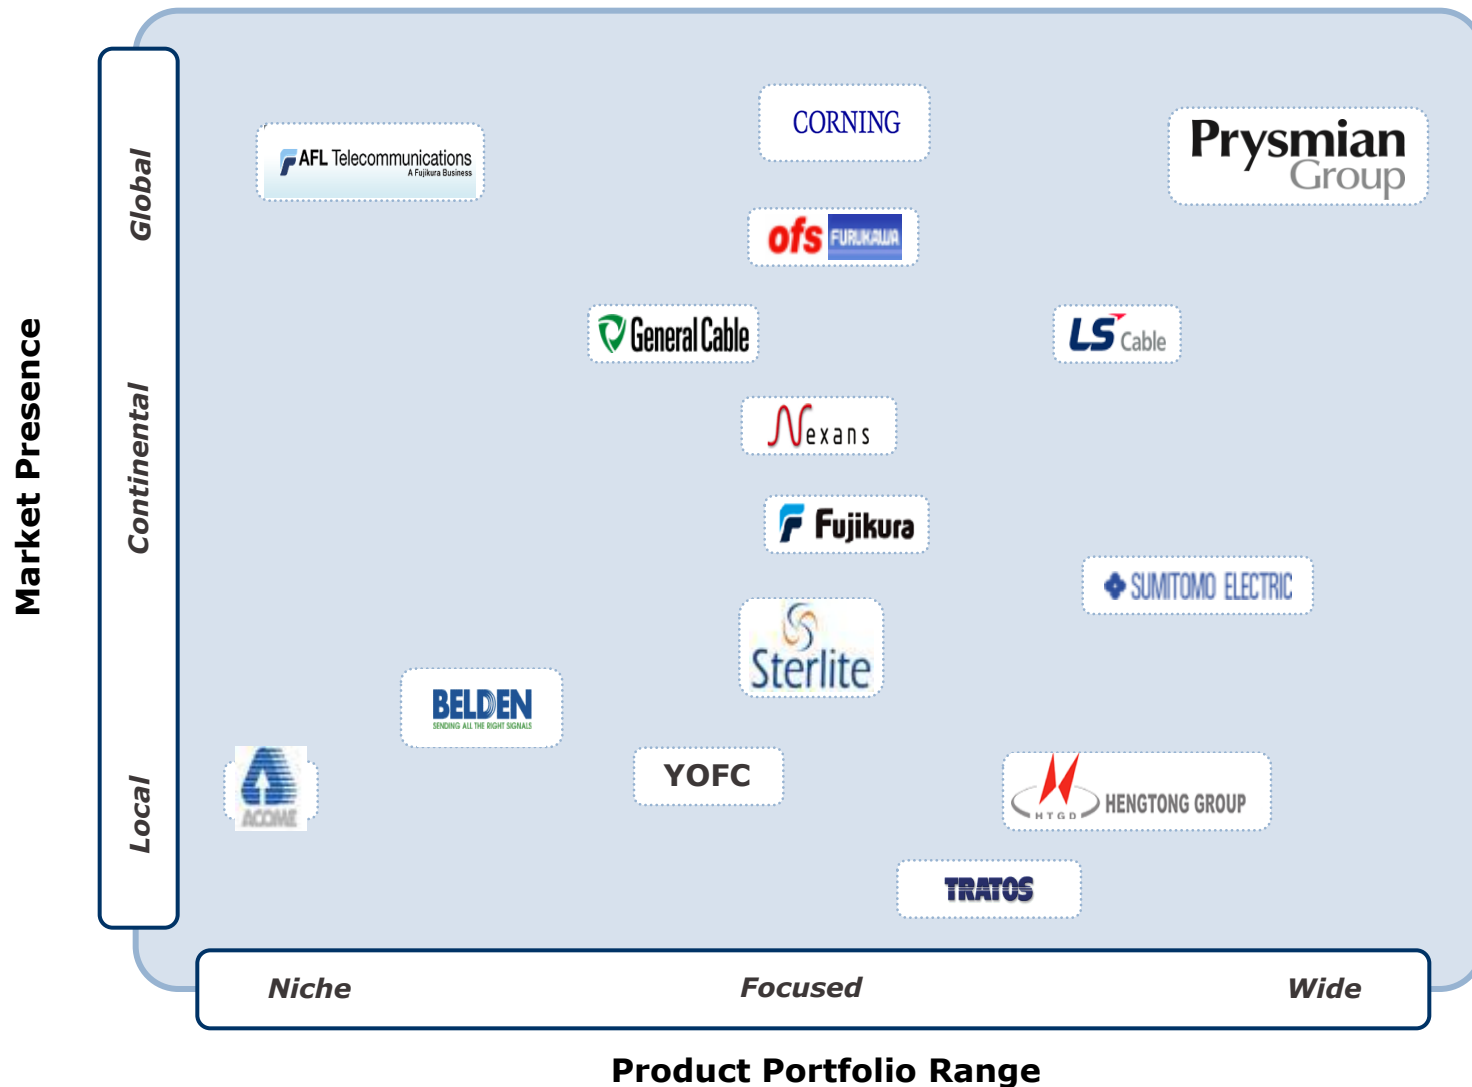 CORNING
Prysmian
Group
AFL Telecommunications
A Fujikura Business
ofs FURUKAWA
General Cable
LS Cable
Nexans
Fujikura
SUMITOMO ELECTRIC
Sterlite
BELDEN
SENDING ALL THE RIGHT SIGNALS
ACOME
YOFC
HTGD
HENGTONG GROUP
TRATOS
Market Presence
Global
Continental
Local
Niche
Focused
Wide
Product Portfolio Range